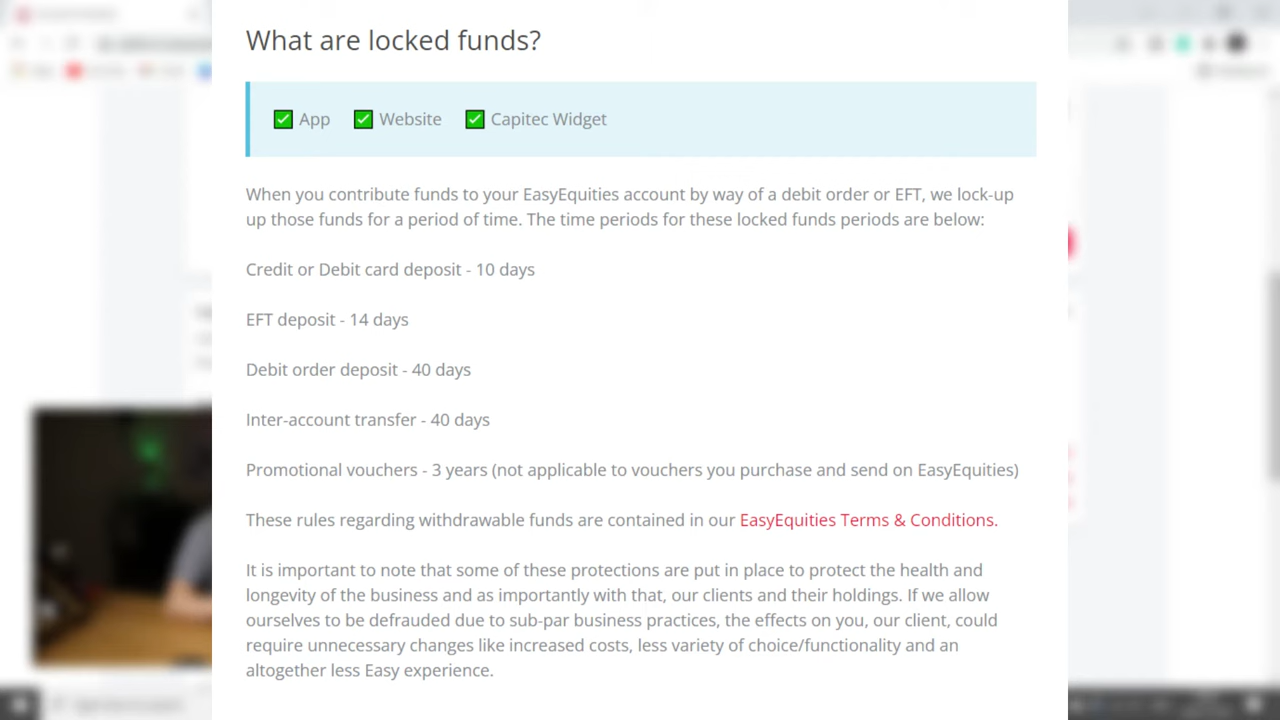 What are locked funds?
App Website Capitec Widget
When you contribute funds to your EasyEquities account by way of a debit order or EFT, we lock-up
up those funds for a period of time. The time periods for these locked funds periods are below:
Credit or Debit card deposit - 10 days
EFT deposit - 14 days
Debit order deposit - 40 days
Inter-account transfer - 40 days
Promotional vouchers - 3 years (not applicable to vouchers you purchase and send on EasyEquities)
These rules regarding withdrawable funds are contained in our EasyEquities Terms & Conditions.
It is important to note that some of these protections are put in place to protect the health and
longevity of the business and as importantly with that, our clients and their holdings. If we allow
ourselves to be defrauded due to sub-par business practices, the effects on you, our client, could
require unnecessary changes like increased costs, less variety of choice/functionality and an
altogether less Easy experience.